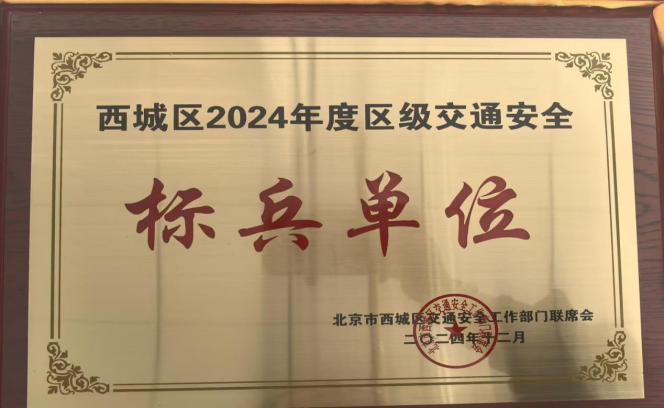 西城区2024年度区级交通安全
标兵单位
北京市西城区交通安全工作部门联席会
二〇二四年十二月